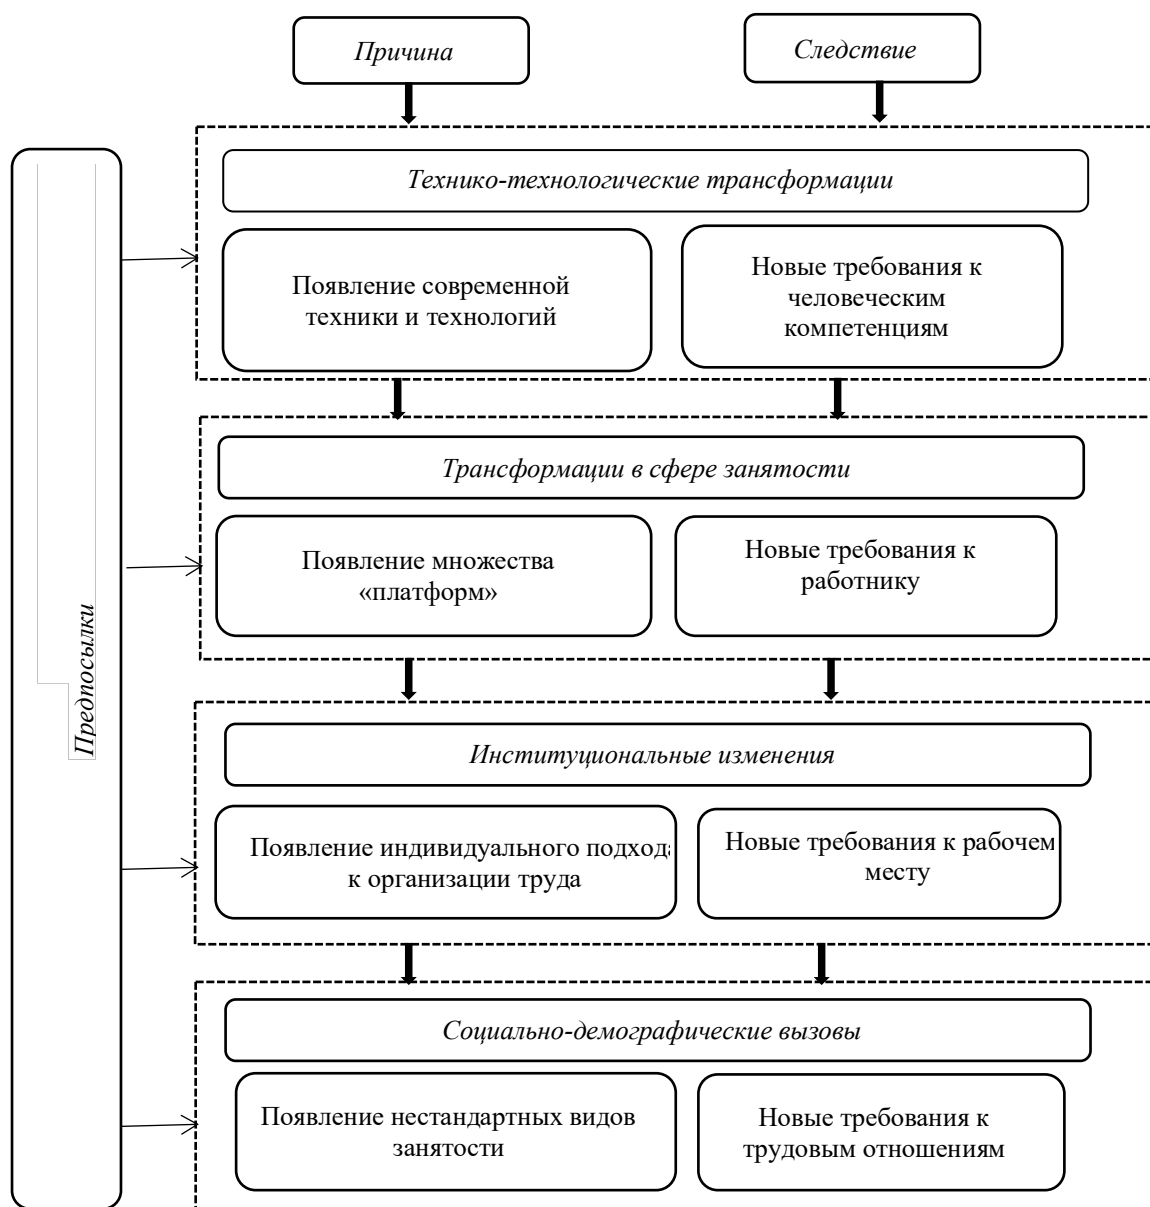 Причина
Следствие
Предпосылки
Технико-технологические трансформации
Появление современной
техники и технологий
Новые требования к
человеческим
компетенциям
Трансформации в сфере занятости
Появление множества
«платформ»
Новые требования к
работнику
Институциональные изменения
Появление индивидуального подхода
к организации труда
Новые требования к рабочем
месту
Социально-демографические вызовы
Появление нестандартных видов
занятости
Новые требования к
трудовым отношениям